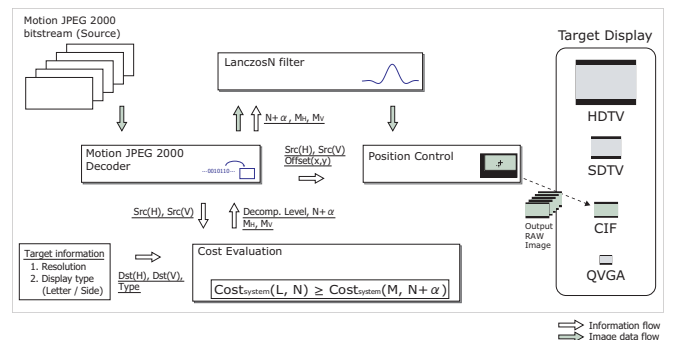 Motion JPEG 2000
bitstream (Source)
LanczosN filter
Target Display
HDTV
SDTV
CIF
QVGA
N+α, MH, MV
Motion JPEG 2000
Decoder
---0010110---
Src(H), Src(V)
Offset(x,y)
Position Control
Output
RAW
Image
Src(H), Src(V)
Decomp. Level, N+α
MH, MV
Target information
1. Resolution
2. Display type
(Letter / Side)
Dst(H), Dst(V),
Type
Cost Evaluation
Costsystem(L, N) ≥ Costsystem(M, N+α)
Information flow
Image data flow